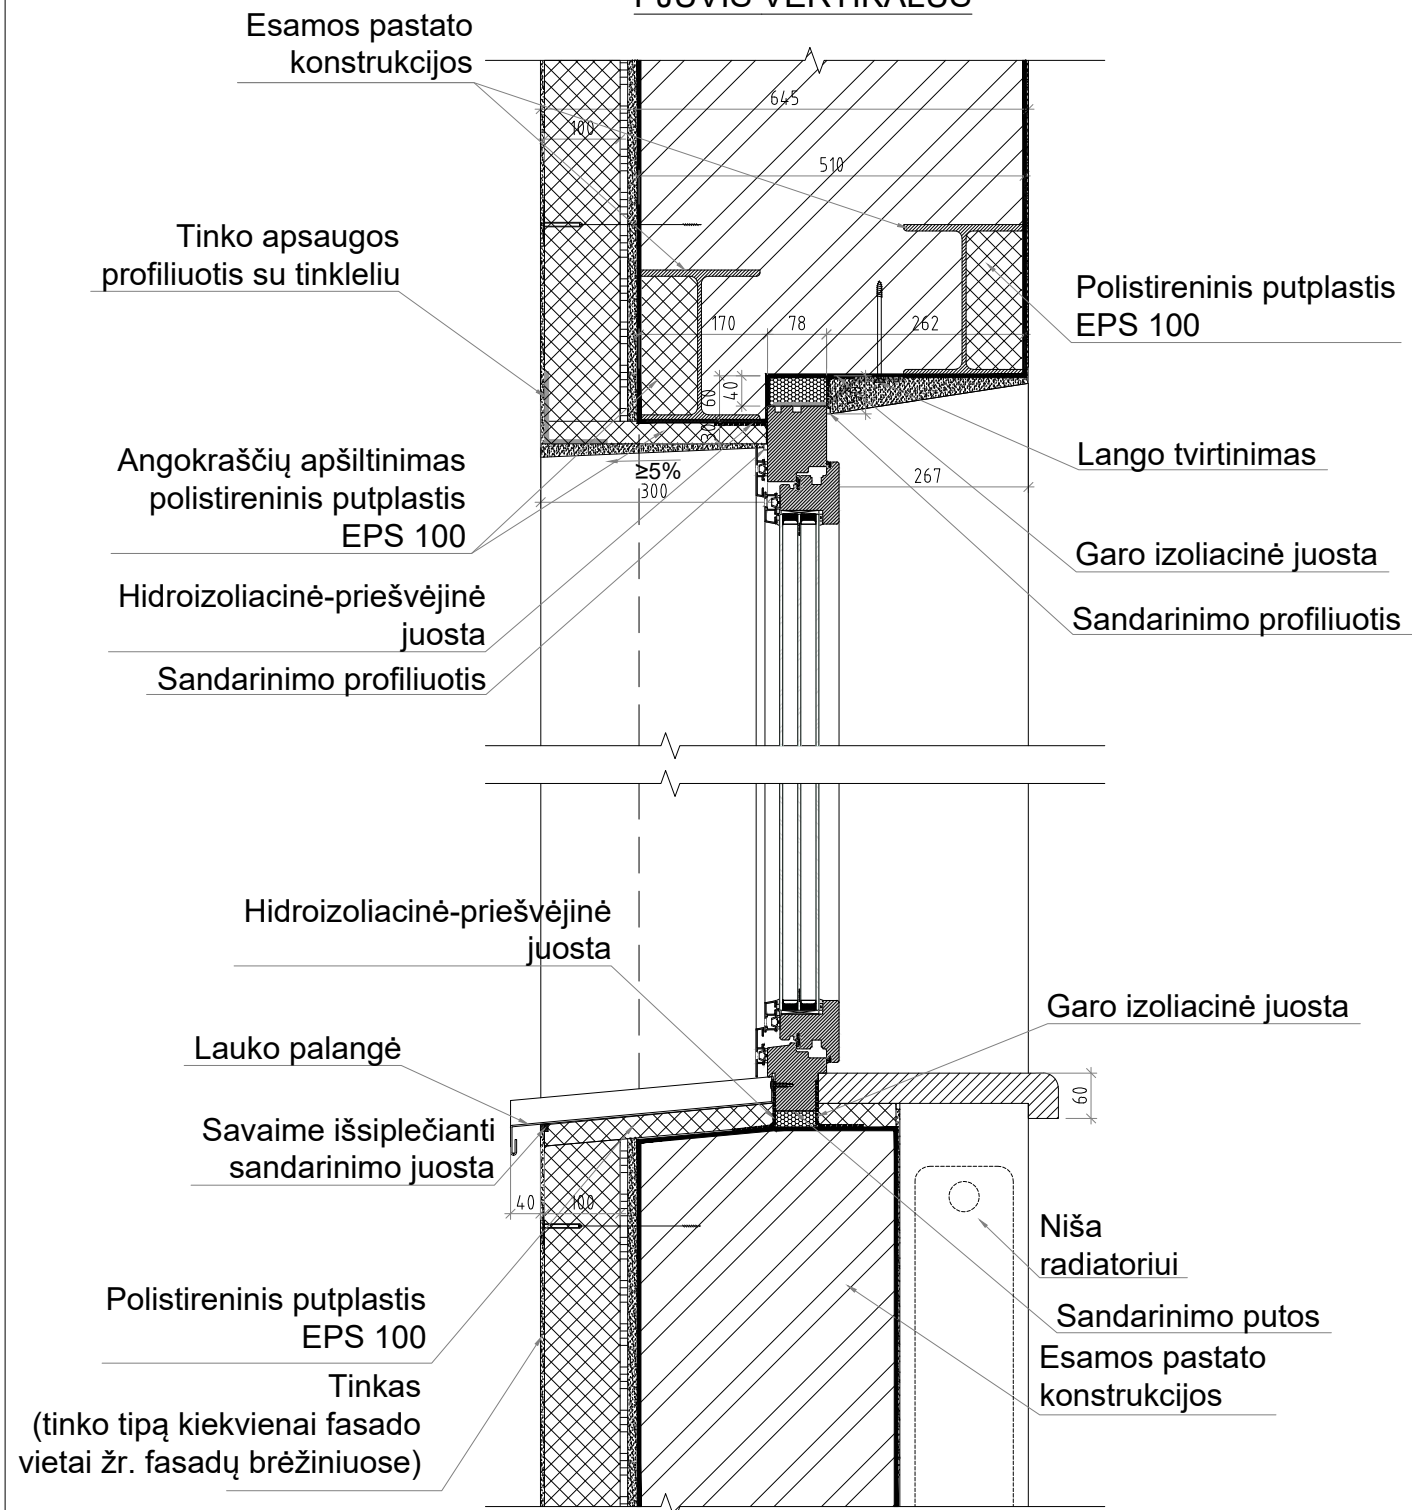 PJŪVIS VERTIKALUS
Esamos pastato
konstrukcijos
645
100
510
Tinko apsaugos
profiliuotis su tinkleliu
Polistireninis putplastis
EPS 100
170
78
262
60
40
30
Lango tvirtinimas
Angokraščių apšiltinimas
polistireninis putplastis
EPS 100
≥5%
300
267
Garo izoliacinė juosta
Hidroizoliacinė-priešvėjinė
juosta
Sandarinimo profiliuotis
Sandarinimo profiliuotis
Hidroizoliacinė-priešvėjinė
juosta
Garo izoliacinė juosta
Lauko palangė
60
Savaime išsiplečianti
sandarinimo juosta
40
100
Niša
radiatoriui
Polistireninis putplastis
EPS 100
Sandarinimo putos
Esamos pastato
konstrukcijos
Tinkas
(tinko tipą kiekvienai fasado
vietai žr. fasadų brėžiniuose)